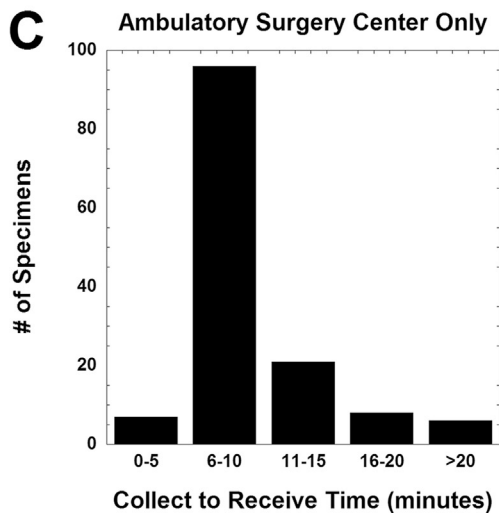 C
Ambulatory Surgery Center Only
100
80
60
40
20
0
# of Specimens
0-5 6-10 11-15 16-20 >20
Collect to Receive Time (minutes)